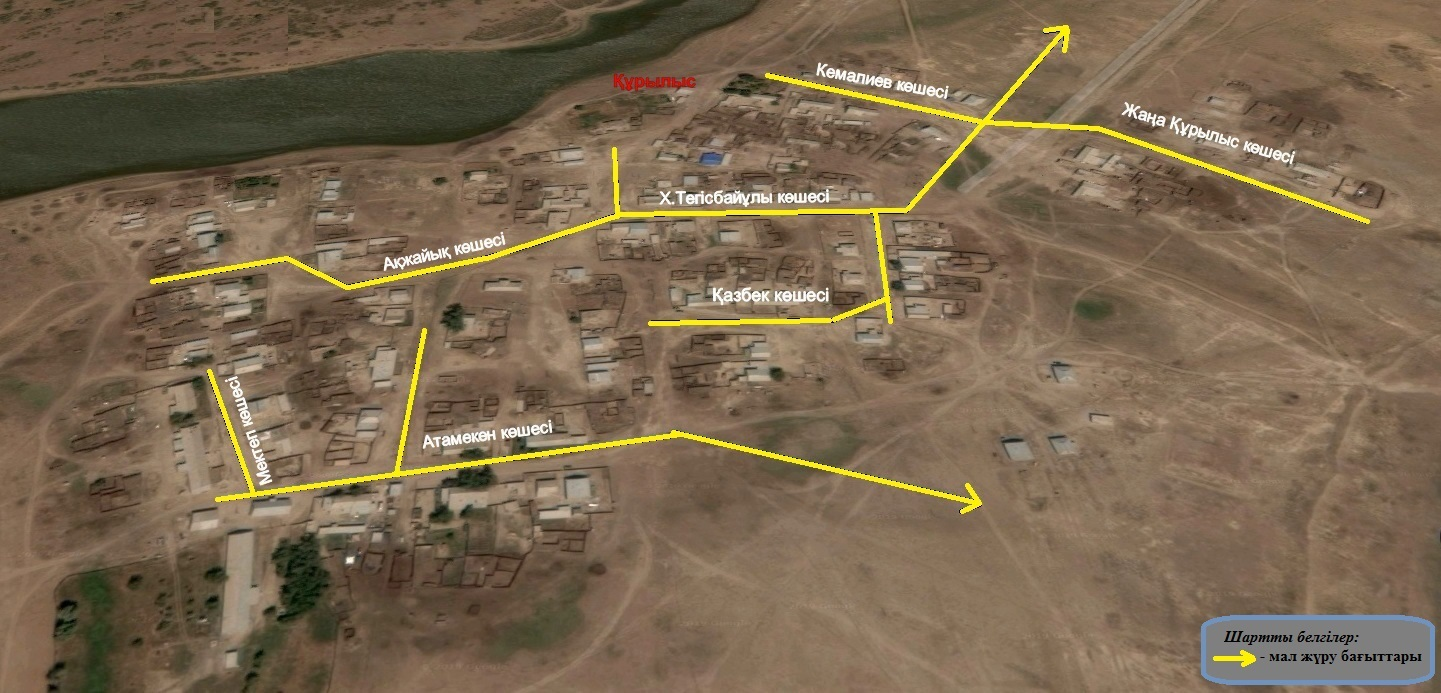 Құрылыс
Кемалиев көшесі
Жаңа Құрылыс көшесі
Х.Тегісбайұлы көшесі
Ақжайық көшесі
Қазбек көшесі
Мектеп көшесі
Атамекен көшесі
Шартты белгілер:
- мал жүру бағыттары